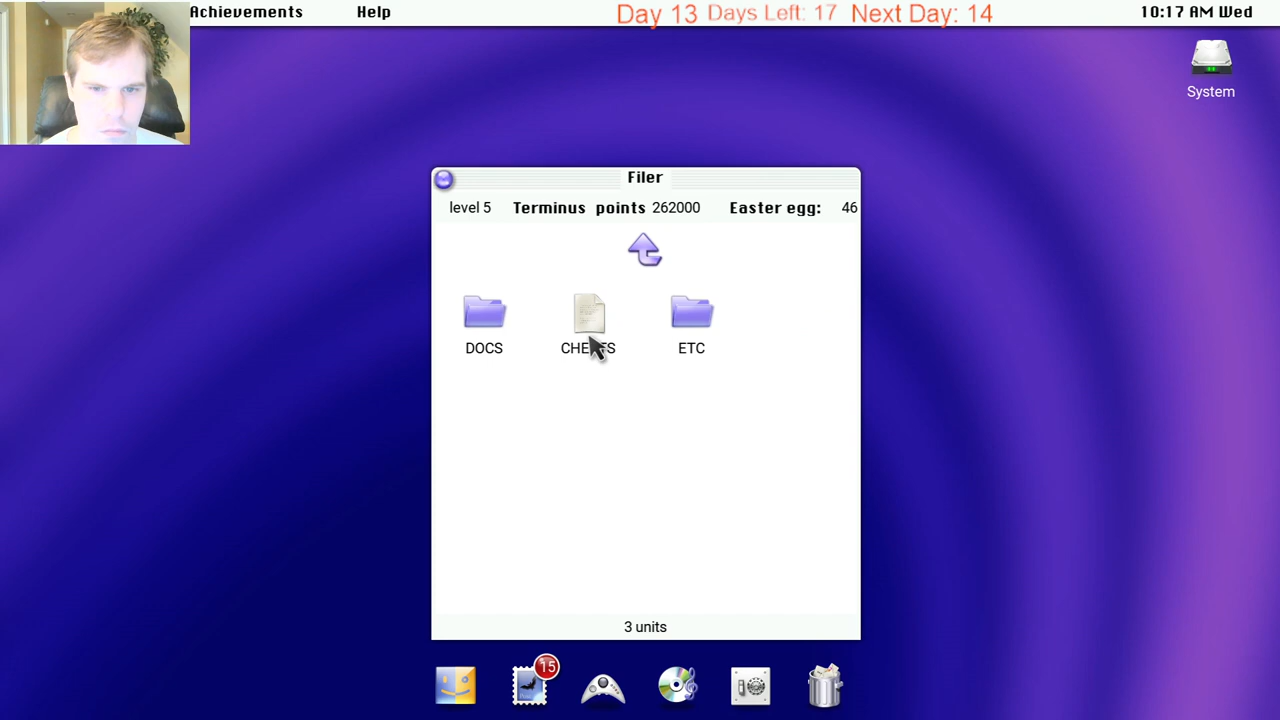 Achievements Help Day 13 Days Left: 17 Next Day: 14 10:17 AM Wed
System
Filer
level 5 Terminus points 262000 Easter egg: 46
DOCS ETC
3 units
15